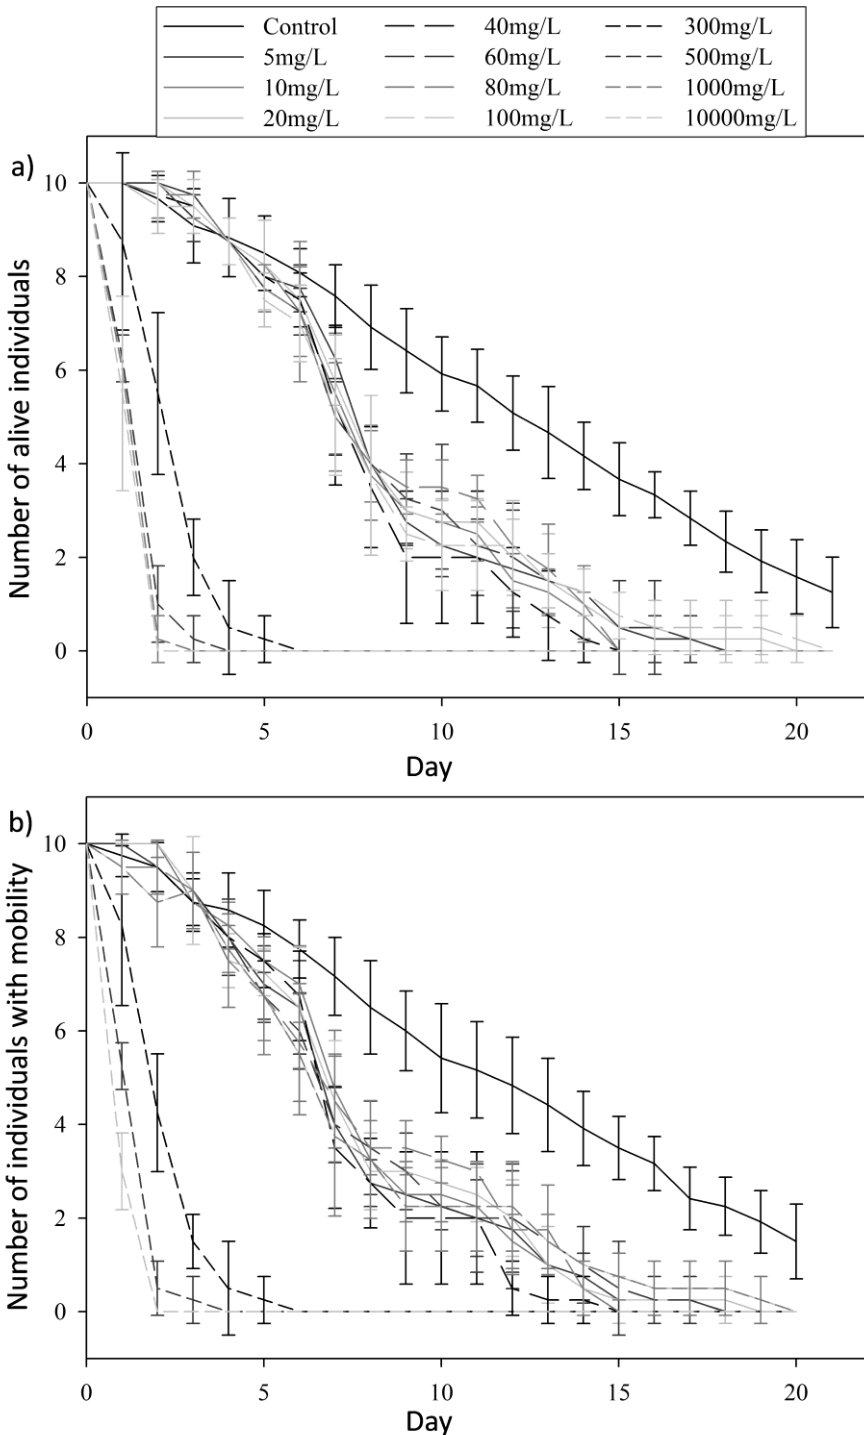 Control 40mg/L 300mg/L
5mg/L 60mg/L 500mg/L
10mg/L 80mg/L 1000mg/L
20mg/L 100mg/L 10000mg/L
a)
Number of alive individuals
10
8
6
4
2
0
0 5 10 15 20
Day
b)
Number of individuals with mobility
10
8
6
4
2
0
0 5 10 15 20
Day